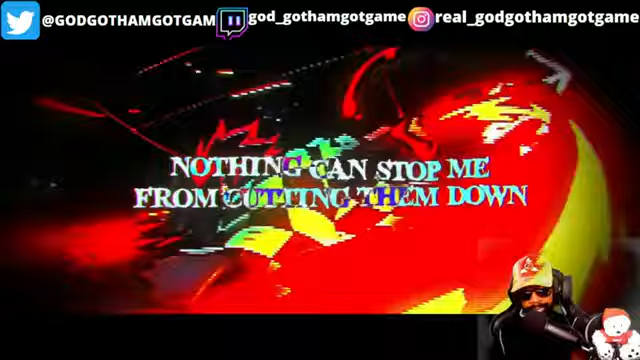 @GODGOTHAMGOTGAM
god_gothamgotgame
real_godgothamgotgame
NOTHING CAN STOP ME
FROM CUTTING THEM DOWN